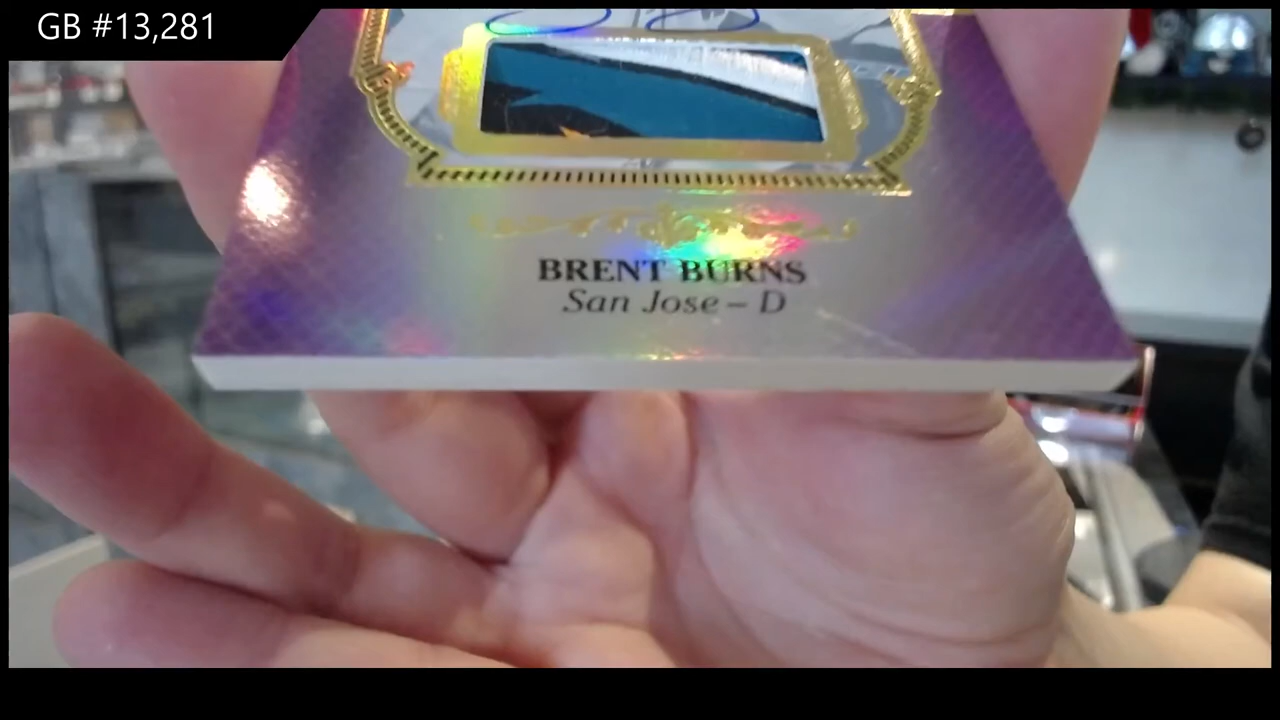 GB #13,281
BRENT BURNS
San Jose – D